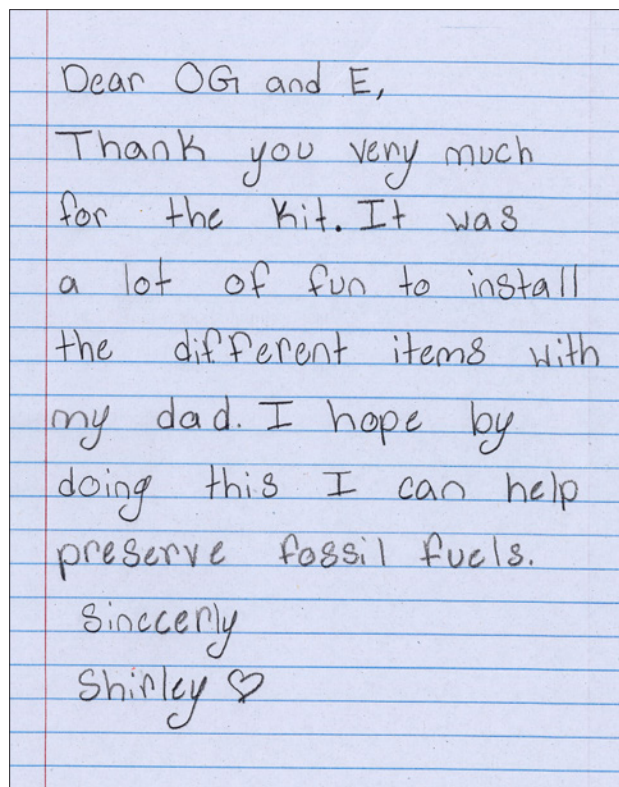 Dear OG and E,
Thank you very much
for the kit. It was
a lot of fun to install
the different items with
my dad. I hope by
doing this I can help
preserve fossil fuels.
Sinccerly
Shirley ♡